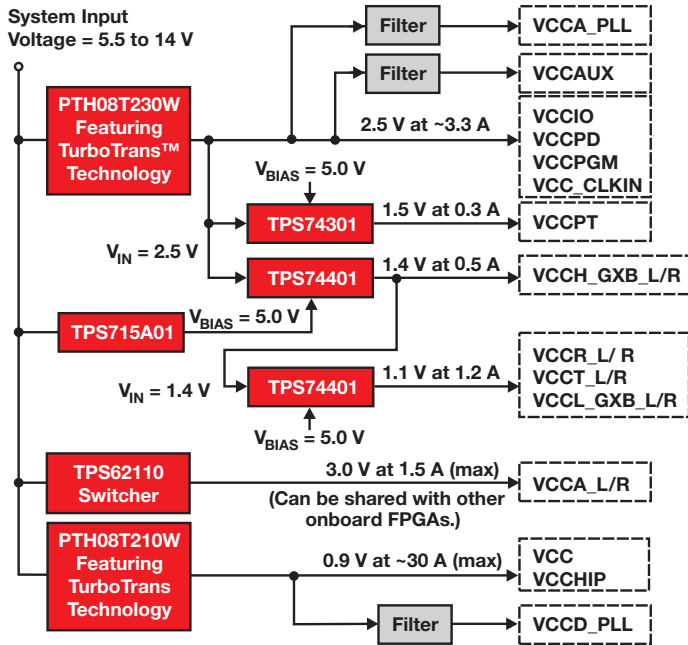 System Input
Voltage = 5.5 to 14 V
Filter
VCCA_PLL
Filter
VCCAUX
PTH08T230W
Featuring
TurboTrans™
Technology
2.5 V at ~3.3 A
VCCIO
VCCPD
VCCPGM
VCC_CLKIN
VBIAS = 5.0 V
TPS74301
1.5 V at 0.3 A
VCCPT
VIN = 2.5 V
TPS74401
1.4 V at 0.5 A
VCCH_GXB_L/R
TPS715A01
VBIAS = 5.0 V
VIN = 1.4 V
TPS74401
1.1 V at 1.2 A
VCCR_L/ R
VCCT_L/R
VCCL_GXB_L/R
VBIAS = 5.0 V
TPS62110
Switcher
3.0 V at 1.5 A (max)
(Can be shared with other
onboard FPGAs.)
VCCA_L/R
PTH08T210W
Featuring
TurboTrans
Technology
0.9 V at ~30 A (max)
VCC
VCCHIP
Filter
VCCD_PLL